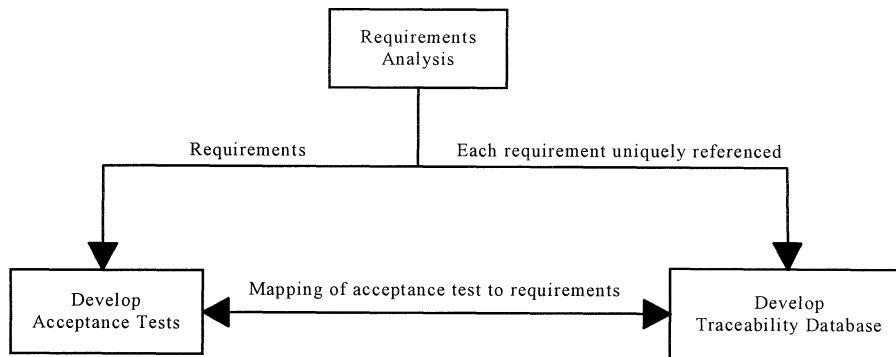 Requirements
Analysis
Requirements
Each requirement uniquely referenced
Mapping of acceptance test to requirements
Develop
Acceptance Tests
Develop
Traceability Database